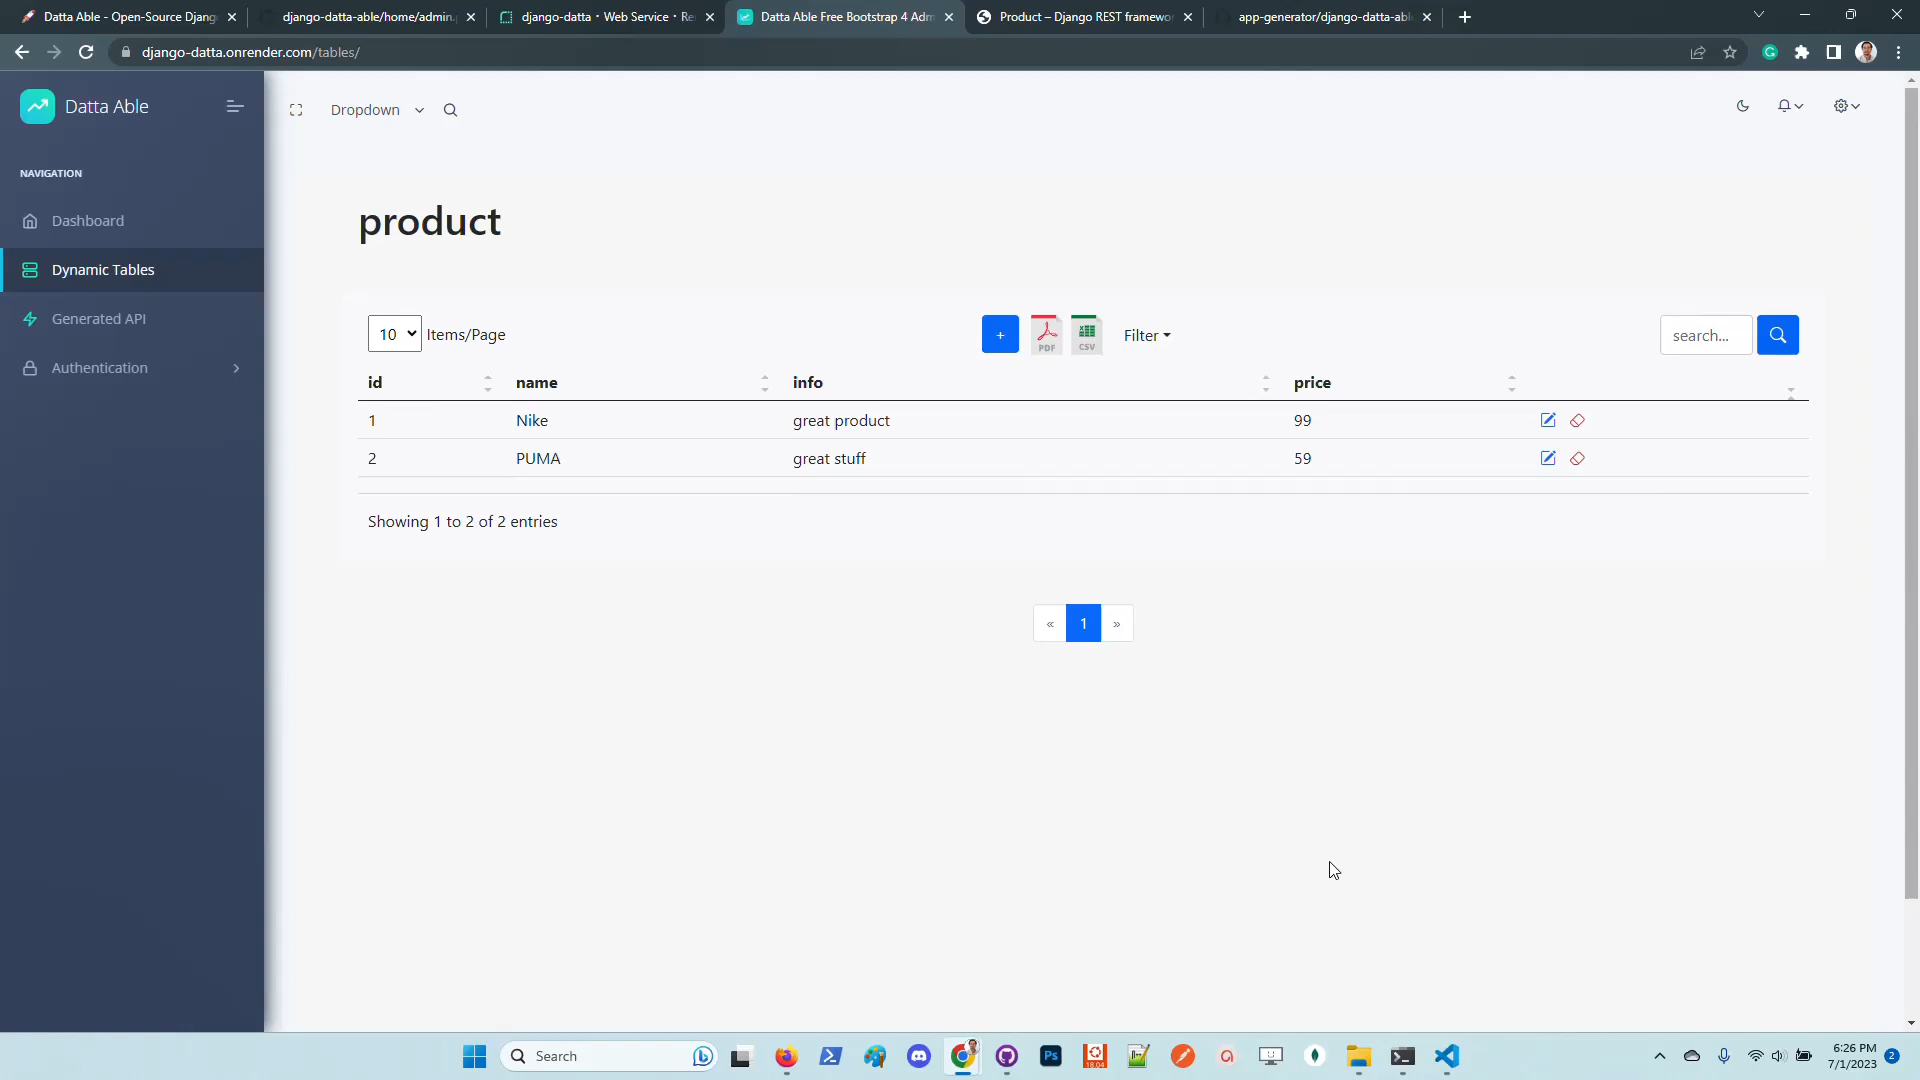 Datta Able - Open-Source Djang
django-datta-able/home/admin.
django-datta · Web Service · Re
Datta Able Free Bootstrap 4 Adm
Product – Django REST framewor
app-generator/django-datta-abl
django-datta.onrender.com/tables/
Datta Able
Dropdown
NAVIGATION
Dashboard
Dynamic Tables
Generated API
Authentication
product
10 Items/Page
+
PDF
CSV
Filter
search...
id name info price
1 Nike great product 99
2 PUMA great stuff 59
Showing 1 to 2 of 2 entries
« 1 »
Search
Ps
18.04
6:26 PM
7/1/2023
2